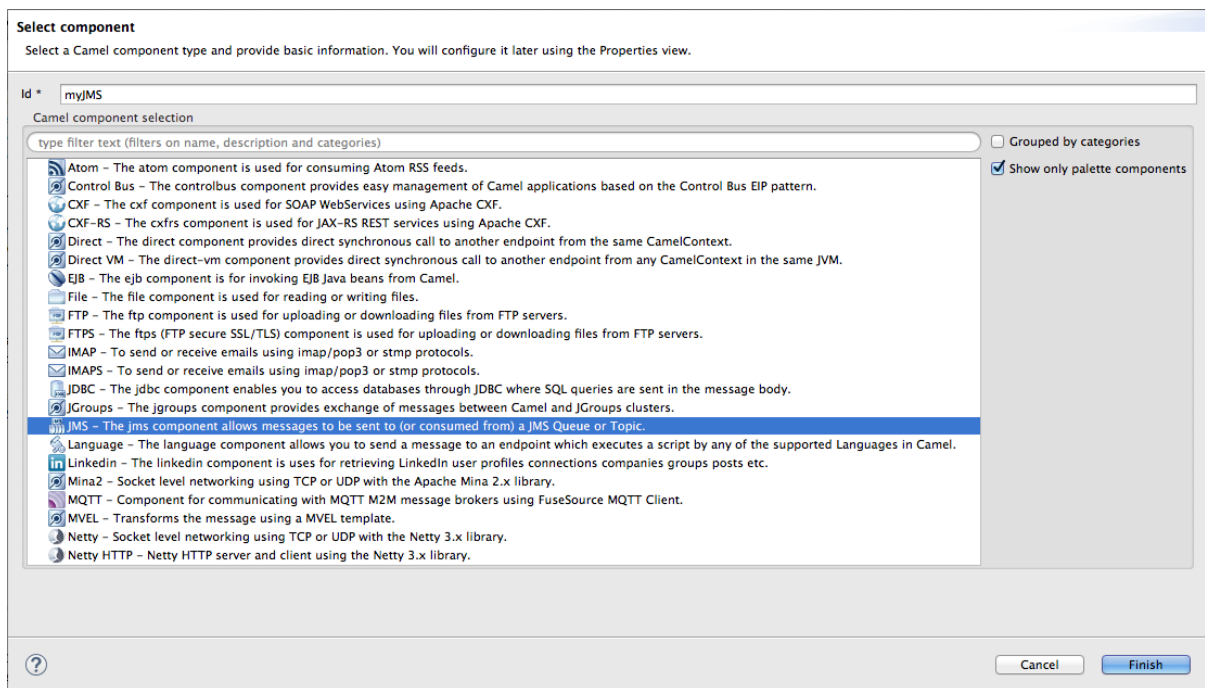 Select component
Select a Camel component type and provide basic information. You will configure it later using the Properties view.
Id * myJMS
Camel component selection
type filter text (filters on name, description and categories)
Grouped by categories
Show only palette components
Atom – The atom component is used for consuming Atom RSS feeds.
Control Bus – The controlbus component provides easy management of Camel applications based on the Control Bus EIP pattern.
CXF – The cxf component is used for SOAP WebServices using Apache CXF.
CXF-RS – The cxfrs component is used for JAX-RS REST services using Apache CXF.
Direct – The direct component provides direct synchronous call to another endpoint from the same CamelContext.
Direct VM – The direct-vm component provides direct synchronous call to another endpoint from any CamelContext in the same JVM.
EJB – The ejb component is for invoking EJB Java beans from Camel.
File – The file component is used for reading or writing files.
FTP – The ftp component is used for uploading or downloading files from FTP servers.
FTPS – The ftps (FTP secure SSL/TLS) component is used for uploading or downloading files from FTP servers.
IMAP – To send or receive emails using imap/pop3 or stmp protocols.
IMAPS – To send or receive emails using imap/pop3 or stmp protocols.
JDBC – The jdbc component enables you to access databases through JDBC where SQL queries are sent in the message body.
JGroups – The jgroups component provides exchange of messages between Camel and JGroups clusters.
JMS – The jms component allows messages to be sent to (or consumed from) a JMS Queue or Topic.
Language – The language component allows you to send a message to an endpoint which executes a script by any of the supported Languages in Camel.
Linkedin – The linkedin component is uses for retrieving LinkedIn user profiles connections companies groups posts etc.
Mina2 – Socket level networking using TCP or UDP with the Apache Mina 2.x library.
MQTT – Component for communicating with MQTT M2M message brokers using FuseSource MQTT Client.
MVEL – Transforms the message using a MVEL template.
Netty – Socket level networking using TCP or UDP with the Netty 3.x library.
Netty HTTP – Netty HTTP server and client using the Netty 3.x library.
?
Cancel
Finish